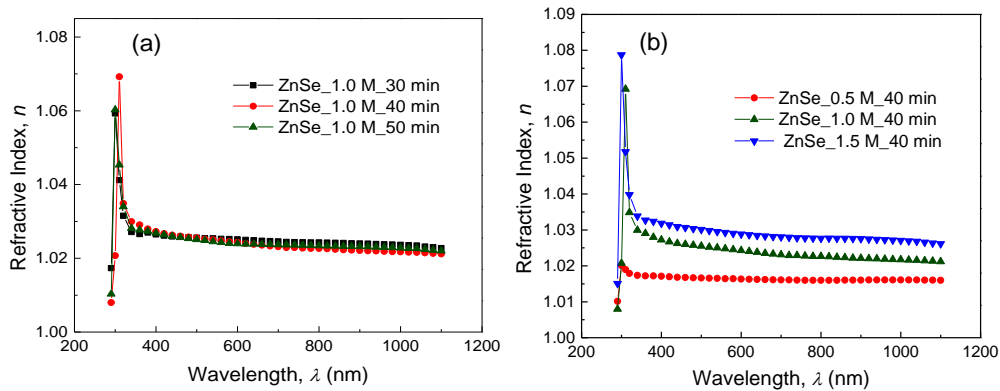 (a)
ZnSe_1.0 M_30 min
ZnSe_1.0 M_40 min
ZnSe_1.0 M_50 min
Refractive Index, n
1.08
1.06
1.04
1.02
1.00
200 400 600 800 1000 1200
Wavelength, λ (nm)
(b)
ZnSe_0.5 M_40 min
ZnSe_1.0 M_40 min
ZnSe_1.5 M_40 min
Refractive Index, n
1.09
1.08
1.07
1.06
1.05
1.04
1.03
1.02
1.01
1.00
200 400 600 800 1000 1200
Wavelength, λ (nm)